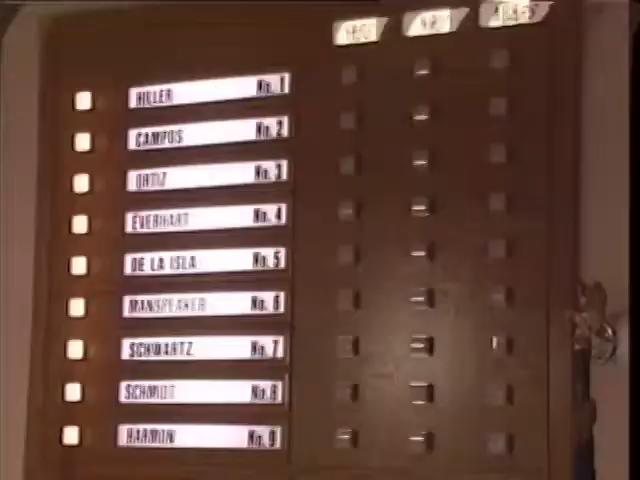 HILLER No. 1
CAMPOS No. 2
ORTIZ No. 3
EVERHART No. 4
DE LA ISLA No. 5
MANSPEAKER No. 6
SCHWARTZ No. 7
SCHMIDT No. 8
HARMON No. 9